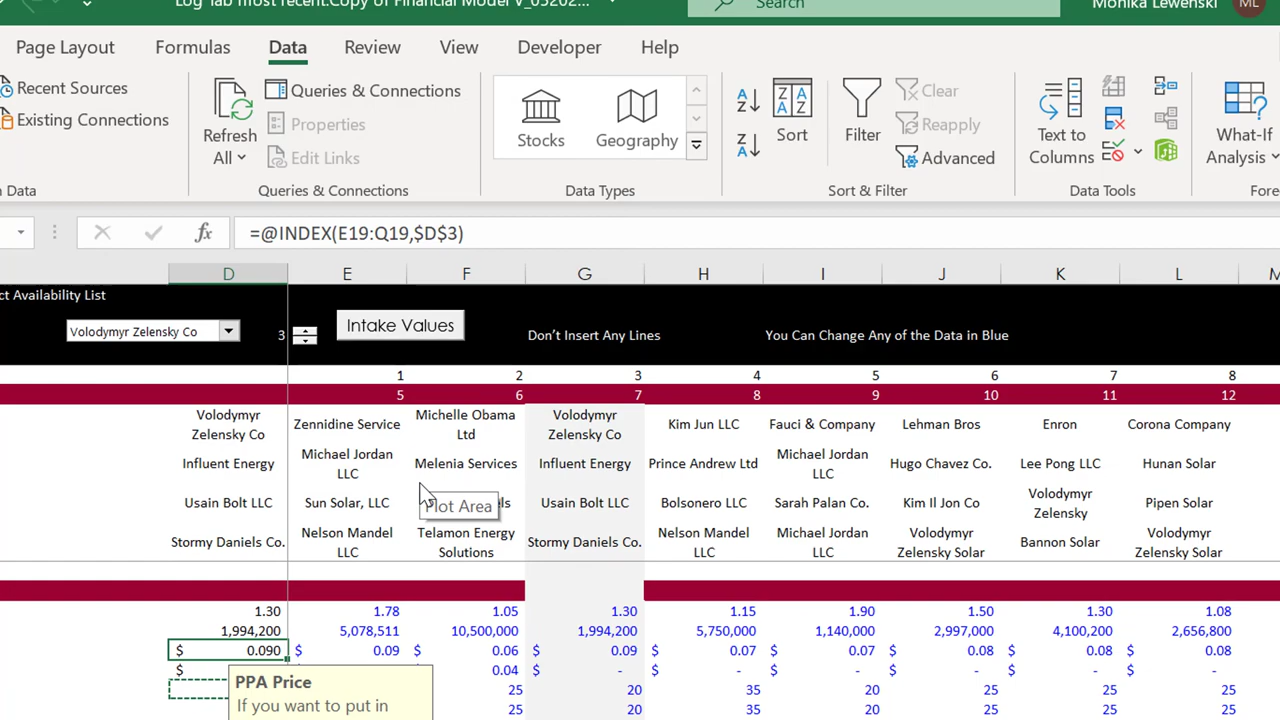 Log Tab most recent.Copy of Financial Model V_05202...
Search
Monika Lewenski
ML
Page Layout Formulas Data Review View Developer Help
Recent Sources
Existing Connections
Refresh All
Queries & Connections
Properties
Edit Links
Stocks
Geography
Sort
Filter
Clear
Reapply
Advanced
Text to Columns
What-If Analysis
Data
Queries & Connections
Data Types
Sort & Filter
Data Tools
Fore
fx
=@INDEX(E19:Q19,$D$3)
D E F G H I J K L M
ct Availability List
Volodymyr Zelensky Co
3
Intake Values
Don't Insert Any Lines
You Can Change Any of the Data in Blue
1 2 3 4 5 6 7 8
5 6 7 8 9 10 11 12
Volodymyr Zelensky Co Zennidine Service Michelle Obama Ltd Volodymyr Zelensky Co Kim Jun LLC Fauci & Company Lehman Bros Enron Corona Company
Influent Energy Michael Jordan LLC Melenia Services Influent Energy Prince Andrew Ltd Michael Jordan LLC Hugo Chavez Co. Lee Pong LLC Hunan Solar
Usain Bolt LLC Sun Solar, LLC els Usain Bolt LLC Bolsonero LLC Sarah Palan Co. Kim Il Jon Co Volodymyr Zelensky Pipen Solar
Plot Area
Stormy Daniels Co. Nelson Mandel LLC Telamon Energy Solutions Stormy Daniels Co. Nelson Mandel LLC Michael Jordan LLC Volodymyr Zelensky Solar Bannon Solar Volodymyr Zelensky Solar
1.30 1.78 1.05 1.30 1.15 1.90 1.50 1.30 1.08
1,994,200 5,078,511 10,500,000 1,994,200 5,750,000 1,140,000 2,997,000 4,100,200 2,656,800
$ 0.090 $ 0.09 $ 0.06 $ 0.09 $ 0.07 $ 0.07 $ 0.08 $ 0.08 $ 0.08
$ 0.04 $ - $ - $ - $ - $ - $ -
PPA Price
If you want to put in
25 20 35 20 25 25 25
25 20 35 20 25 25 25